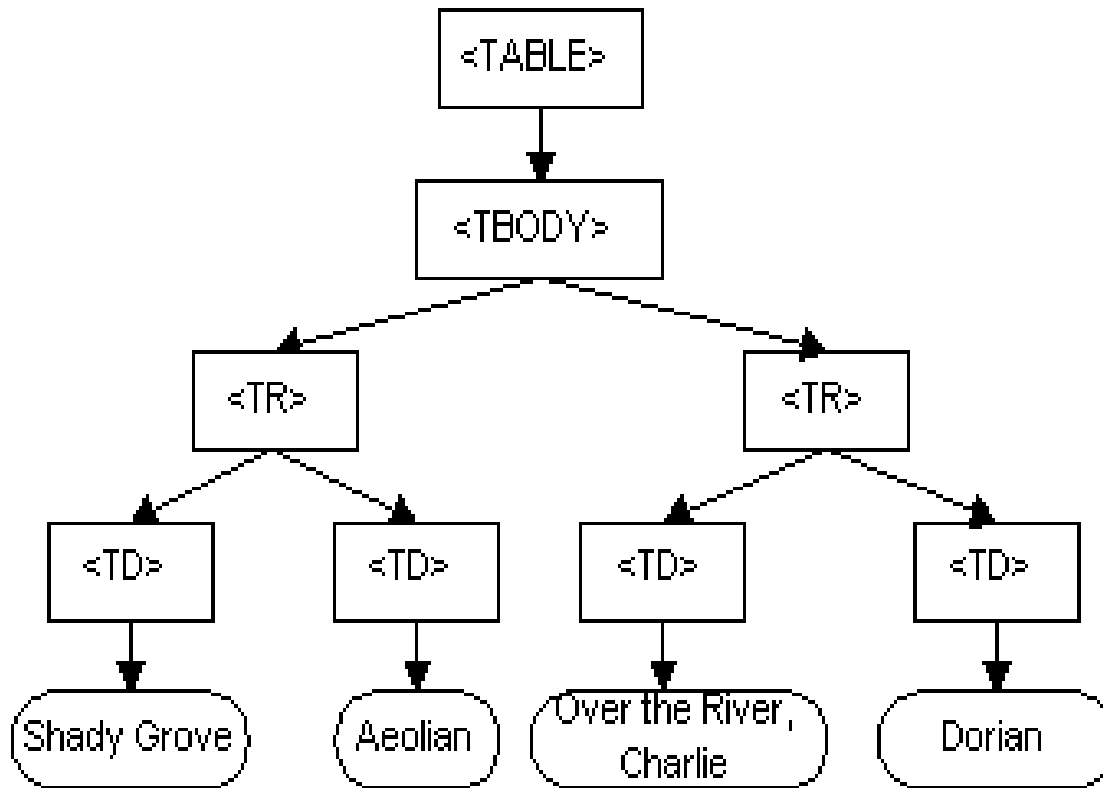 <TABLE>
<TBODY>
<TR>
<TR>
<TD>
<TD>
<TD>
<TD>
Shady Grove
Aeolian
Over the River,
Charlie
Dorian